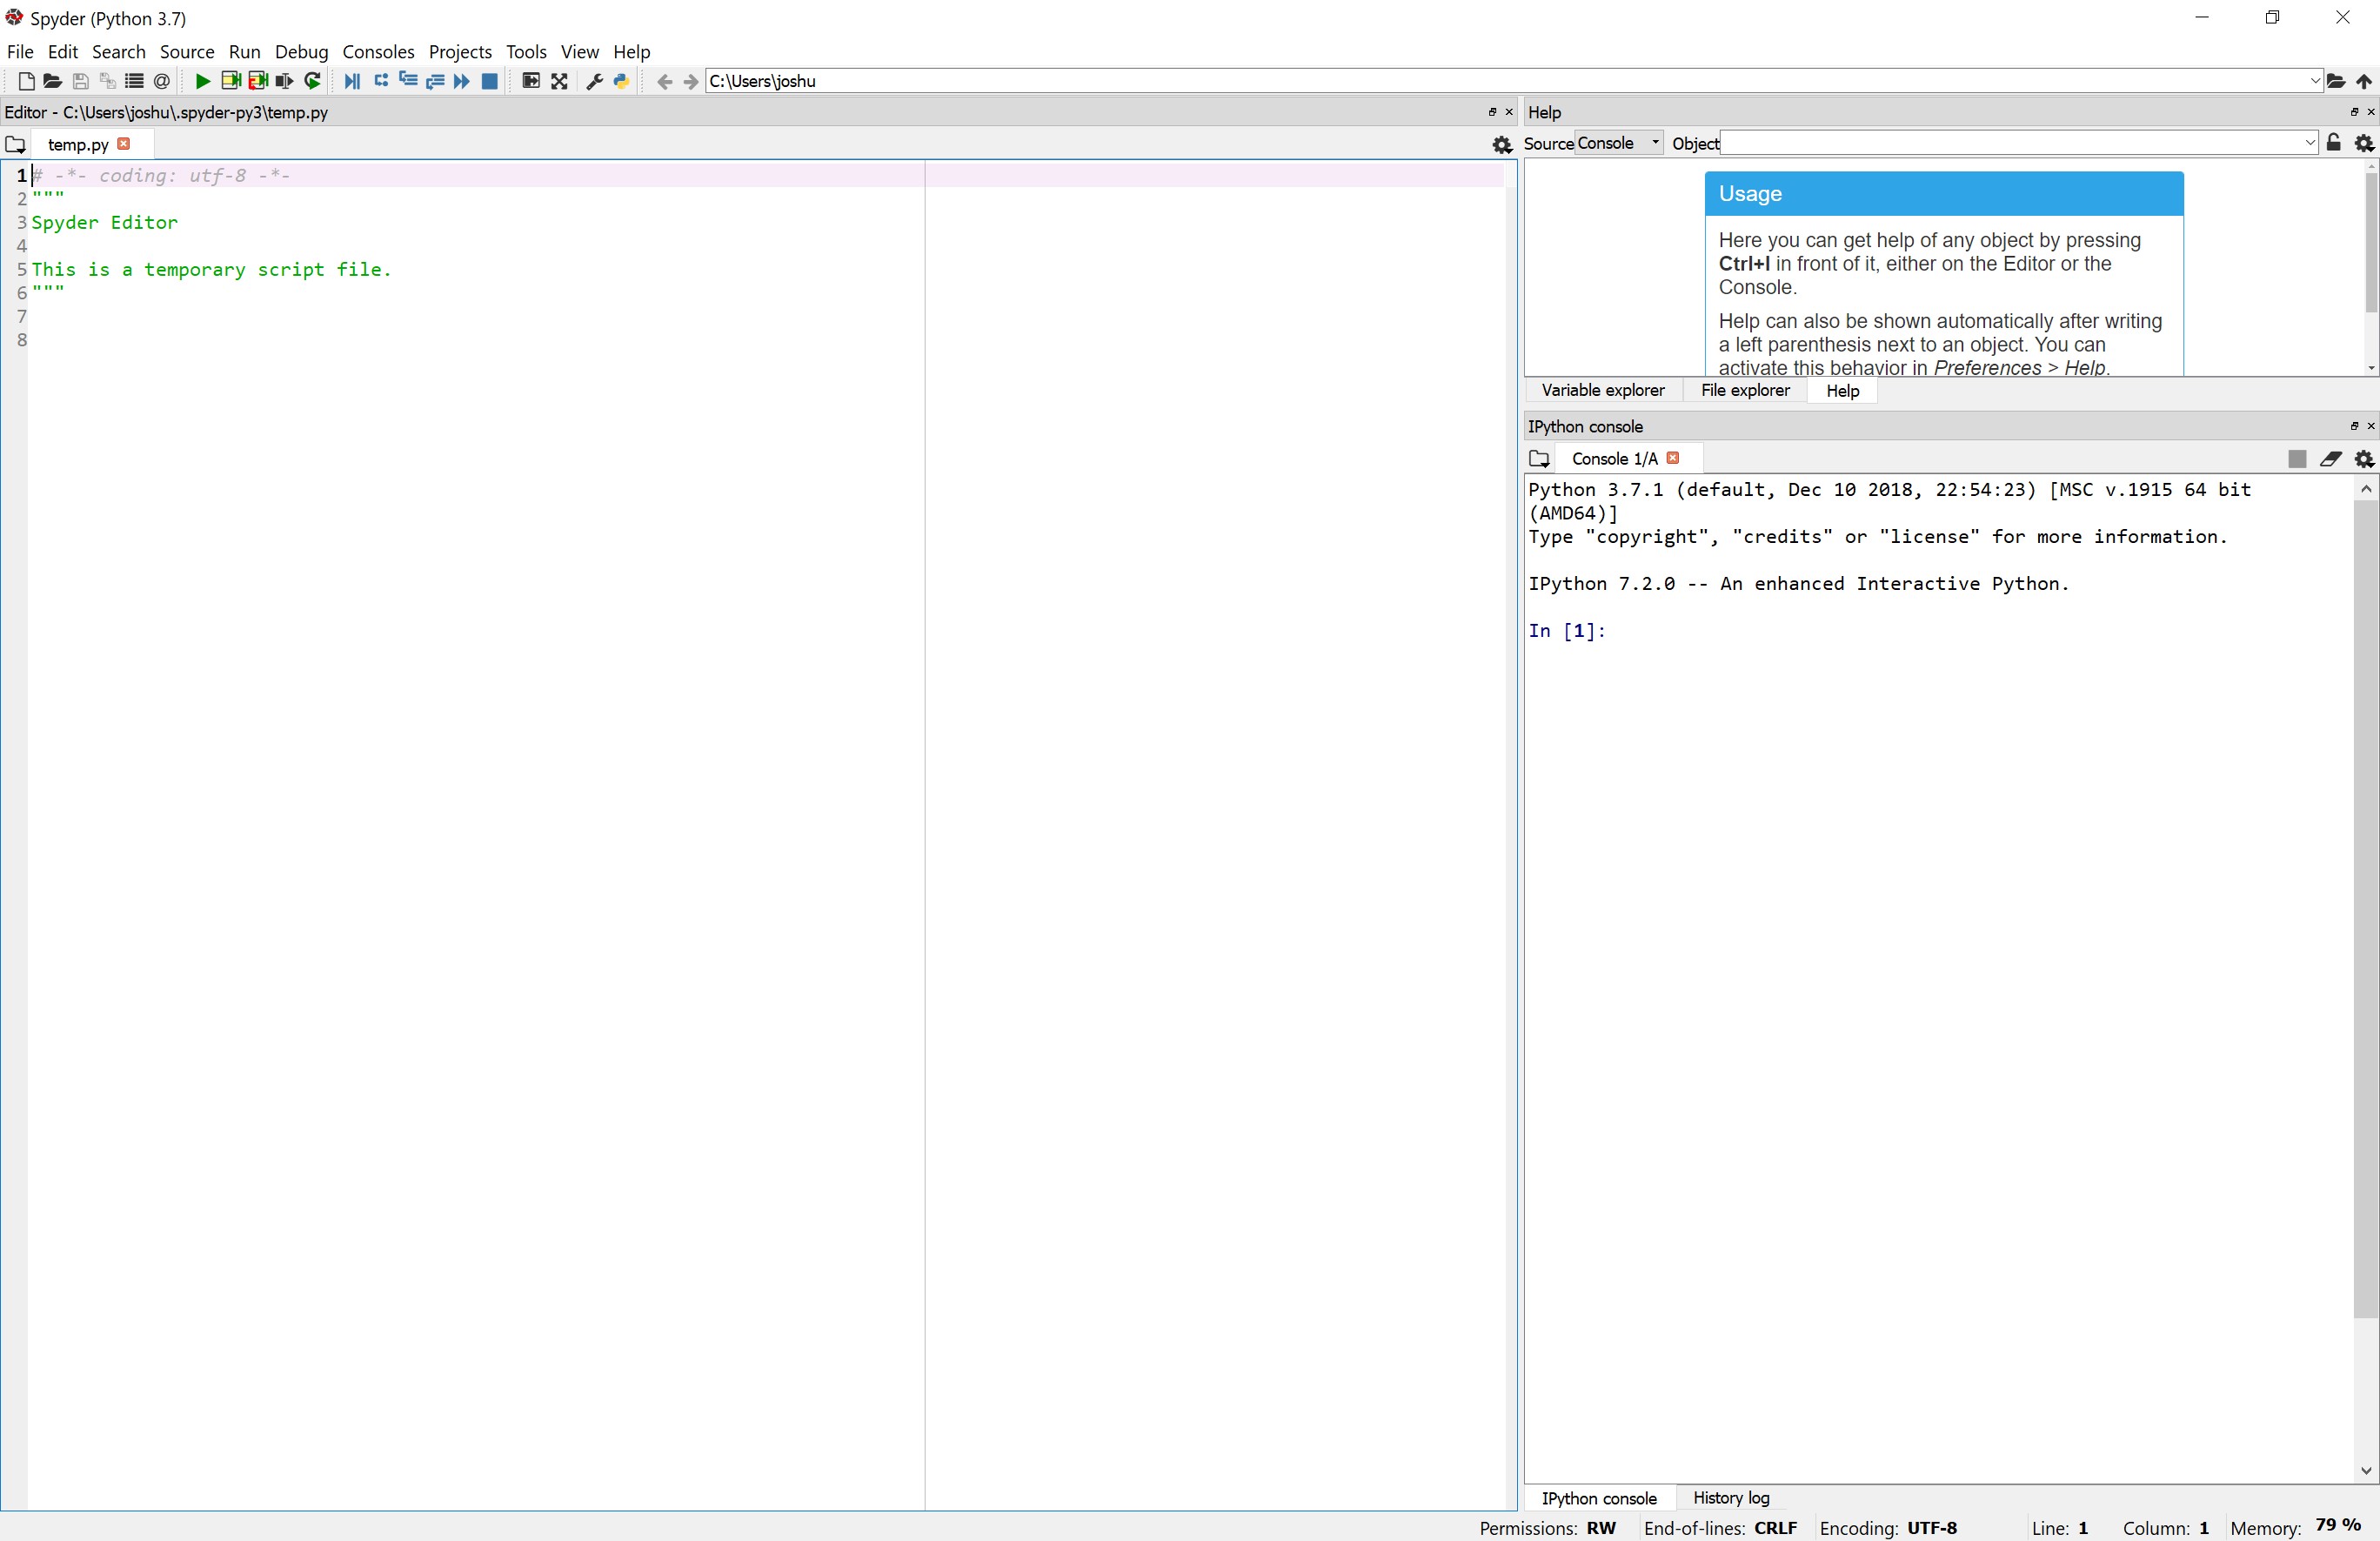 Spyder (Python 3.7)
File Edit Search Source Run Debug Consoles Projects Tools View Help
C:\Users\joshu
Editor - C:\Users\joshu\.spyder-py3\temp.py
temp.py
1 # -*- coding: utf-8 -*-
2 """
3 Spyder Editor
4
5 This is a temporary script file.
6 """
7
8
Help
Source Console Object
Usage
Here you can get help of any object by pressing
Ctrl+I in front of it, either on the Editor or the
Console.
Help can also be shown automatically after writing
a left parenthesis next to an object. You can
activate this behavior in Preferences > Help.
Variable explorer File explorer Help
IPython console
Console 1/A
Python 3.7.1 (default, Dec 10 2018, 22:54:23) [MSC v.1915 64 bit
(AMD64)]
Type "copyright", "credits" or "license" for more information.
IPython 7.2.0 -- An enhanced Interactive Python.
In [1]:
IPython console History log
Permissions: RW End-of-lines: CRLF Encoding: UTF-8 Line: 1 Column: 1 Memory: 79 %